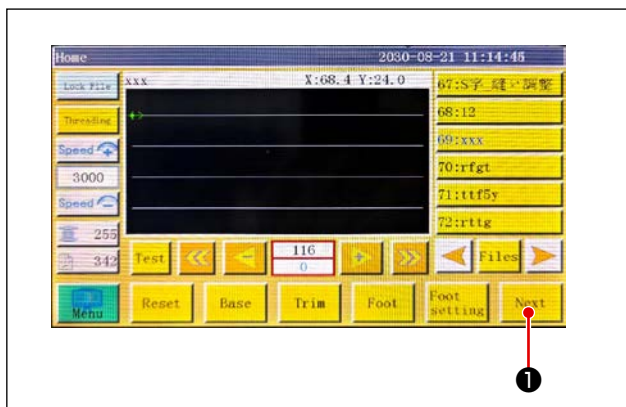 Home 2030-08-21 11:14:46
Lock File
xxx X:68.4 Y:24.0
67:S字 縫い調整
Threading
68:12
Speed
69:xxx
3000
70:rfgt
Speed
71:ttf5y
255
72:rttg
342
Test
116
0
Files
Menu
Reset
Base
Trim
Foot
Foot
setting
Next
❶